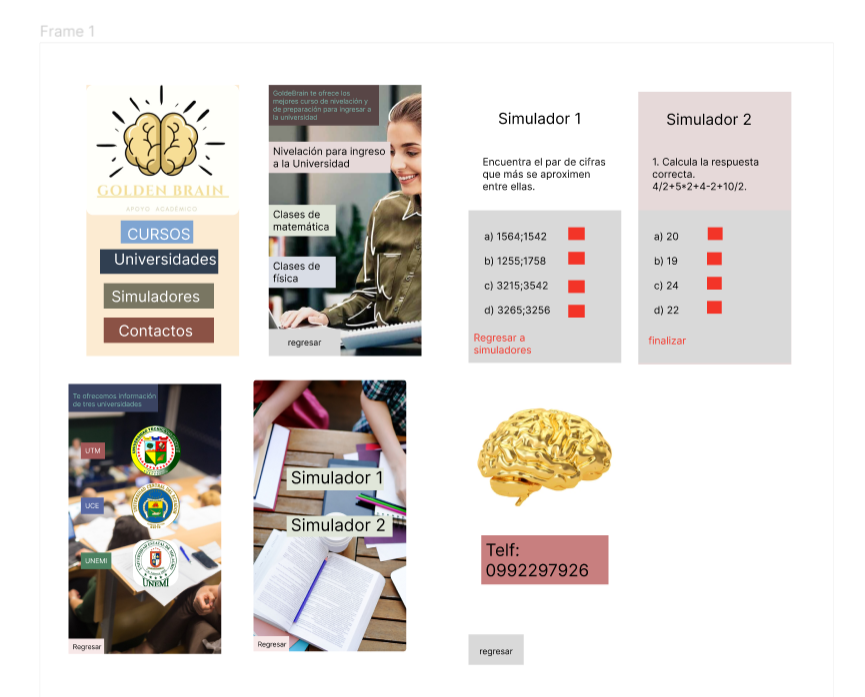 Frame 1
GOLDEN BRAIN
APOYO ACADÉMICO
CURSOS
Universidades
Simuladores
Contactos
GoldeBrain te ofrece los
mejores curso de nivelación y
de preparación para ingresar a
la universidad
Nivelación para ingreso
a la Universidad
Clases de
matemática
Clases de
física
regresar
Simulador 1
Encuentra el par de cifras
que más se aproximen
entre ellas.
a) 1564;1542
b) 1255;1758
c) 3215;3542
d) 3265;3256
Regresar a
simuladores
Simulador 2
1. Calcula la respuesta
correcta.
4/2+5*2+4-2+10/2.
a) 20
b) 19
c) 24
d) 22
finalizar
Te ofrecemos información
de tres universidades
UTM
UCE
UNEMI
UNEMI
Regresar
Simulador 1
Simulador 2
Regresar
Telf:
0992297926
regresar